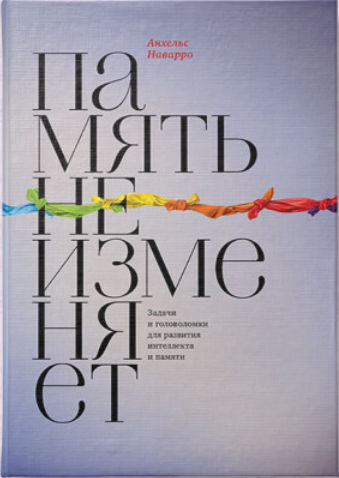 Анхельс
Наварро
па
мять
не
изме
ня
ет
Задачи
и головоломки
для развития
интеллекта
и памяти